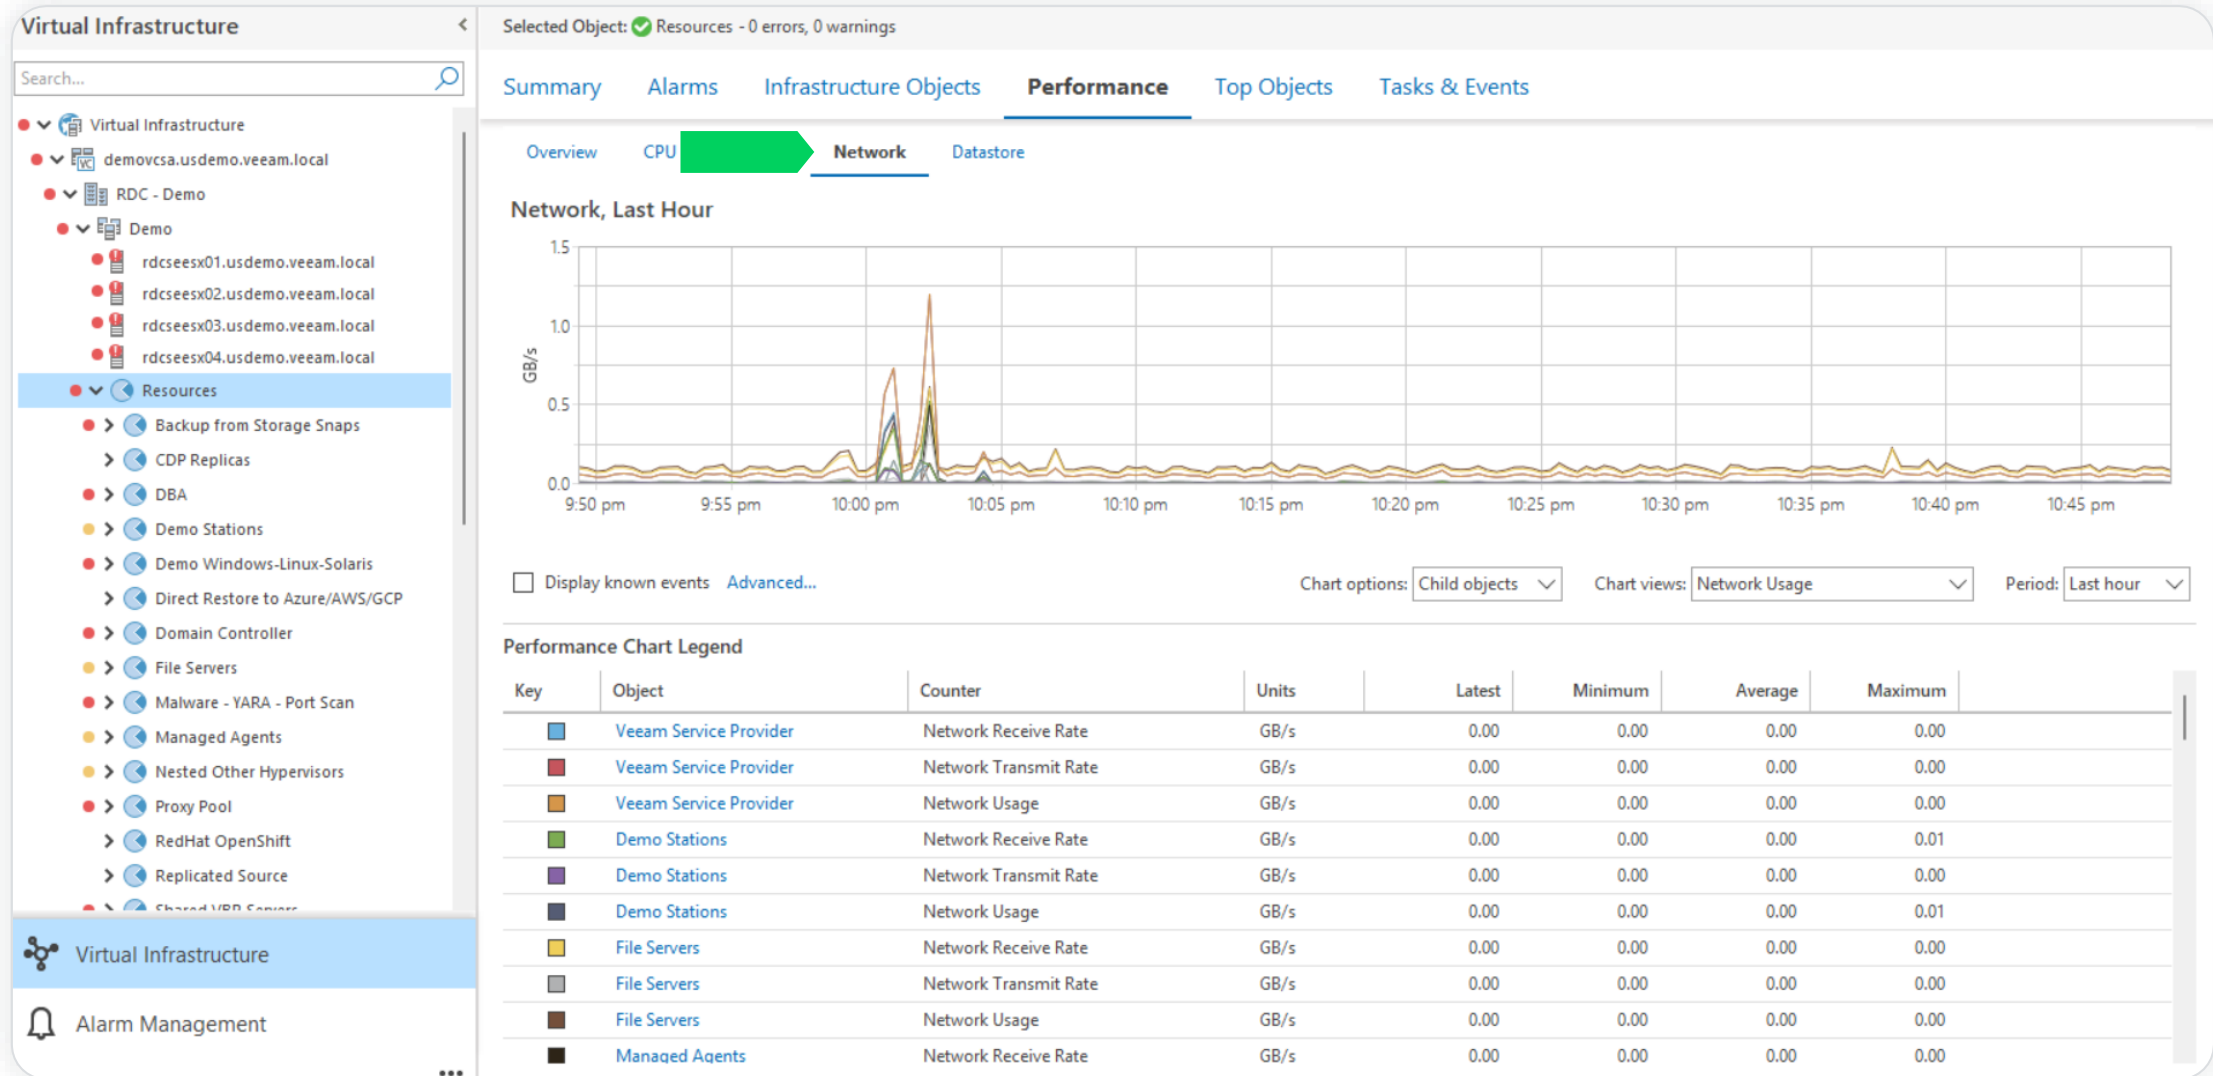 Virtual Infrastructure
Search...
Virtual Infrastructure
demovcsa.usdemo.veeam.local
RDC - Demo
Demo
rdcseesx01.usdemo.veeam.local
rdcseesx02.usdemo.veeam.local
rdcseesx03.usdemo.veeam.local
rdcseesx04.usdemo.veeam.local
Resources
Backup from Storage Snaps
CDP Replicas
DBA
Demo Stations
Demo Windows-Linux-Solaris
Direct Restore to Azure/AWS/GCP
Domain Controller
File Servers
Malware - YARA - Port Scan
Managed Agents
Nested Other Hypervisors
Proxy Pool
RedHat OpenShift
Replicated Source
Shared VBR Servers
Virtual Infrastructure
Alarm Management
Selected Object: Resources - 0 errors, 0 warnings
Summary Alarms Infrastructure Objects Performance Top Objects Tasks & Events
Overview CPU Network Datastore
Network, Last Hour
GB/s
1.5
1.0
0.5
0.0
9:50 pm 9:55 pm 10:00 pm 10:05 pm 10:10 pm 10:15 pm 10:20 pm 10:25 pm 10:30 pm 10:35 pm 10:40 pm 10:45 pm
Display known events Advanced... Chart options: Child objects Chart views: Network Usage Period: Last hour
Performance Chart Legend
Key Object Counter Units Latest Minimum Average Maximum
Veeam Service Provider Network Receive Rate GB/s 0.00 0.00 0.00 0.00
Veeam Service Provider Network Transmit Rate GB/s 0.00 0.00 0.00 0.00
Veeam Service Provider Network Usage GB/s 0.00 0.00 0.00 0.00
Demo Stations Network Receive Rate GB/s 0.00 0.00 0.00 0.01
Demo Stations Network Transmit Rate GB/s 0.00 0.00 0.00 0.00
Demo Stations Network Usage GB/s 0.00 0.00 0.00 0.01
File Servers Network Receive Rate GB/s 0.00 0.00 0.00 0.00
File Servers Network Transmit Rate GB/s 0.00 0.00 0.00 0.00
File Servers Network Usage GB/s 0.00 0.00 0.00 0.00
Managed Agents Network Receive Rate GB/s 0.00 0.00 0.00 0.00